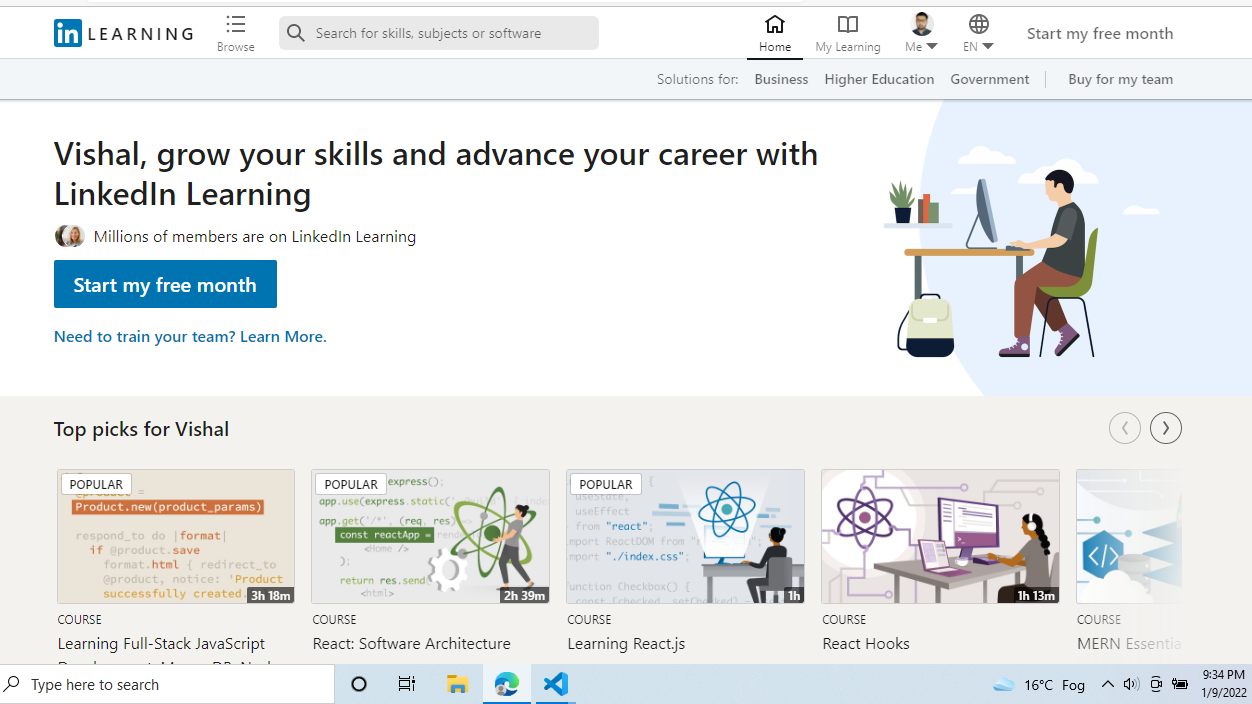 in LEARNING
Browse
Search for skills, subjects or software
Home
My Learning
Me
EN
Start my free month
Solutions for:
Business
Higher Education
Government
Buy for my team
Vishal, grow your skills and advance your career with
LinkedIn Learning
Millions of members are on LinkedIn Learning
Start my free month
Need to train your team? Learn More.
Top picks for Vishal
POPULAR
@product =
Product.new(product_params)
respond_to do |format|
if @product.save
format.html { redirect_to
@product, notice: 'Product
successfully created.
3h 18m
COURSE
Learning Full-Stack JavaScript
POPULAR
express();
app.use(express.static(
app.get('/*', (req, res)
const reactApp =
<Home />
);
return res.send(
<html>
2h 39m
COURSE
React: Software Architecture
POPULAR
useState,
useEffect
from "react";
import ReactDOM from "
import "./index.css";
function Checkbox() {
const [checked, setChecked] =
1h
COURSE
Learning React.js
1h 13m
COURSE
React Hooks
</>
COURSE
MERN Essentia
Type here to search
16°C Fog
9:34 PM
1/9/2022